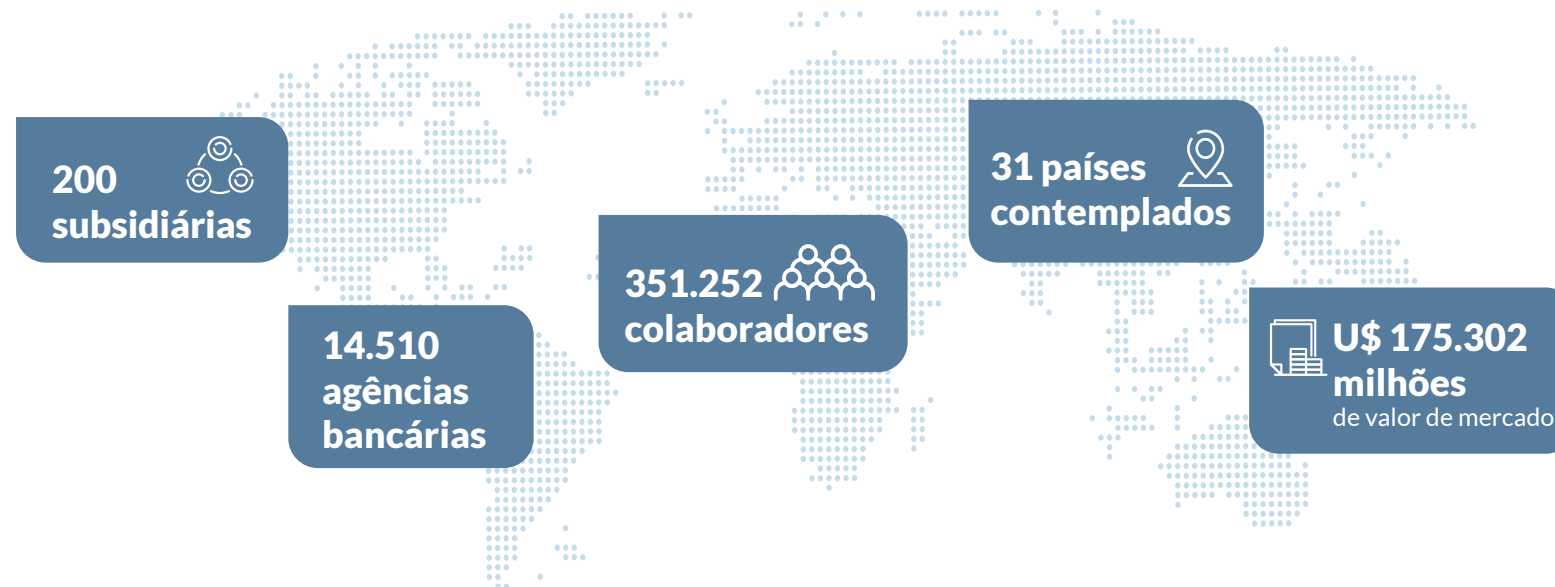 200
subsidiárias
14.510
agências
bancárias
351.252
colaboradores
31 países
contemplados
U$ 175.302
milhões
de valor de mercado